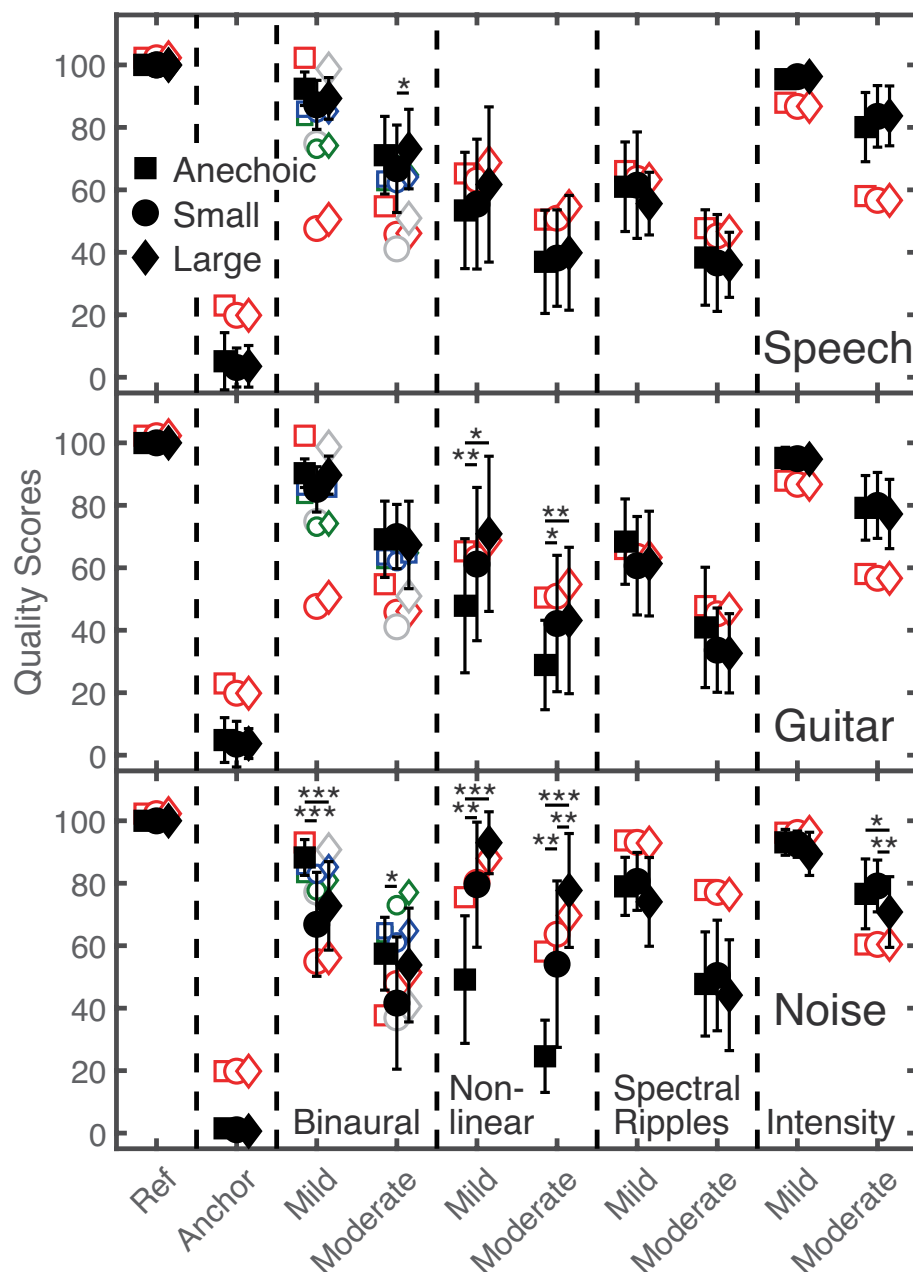 100
80
60
40
20
0
*
Anechoic
Small
Large
Speech
Quality Scores
100
80
60
40
20
0
*
**
**
*
Guitar
100
80
60
40
20
0
***
***
*
***
**
***
**
**
*
**
Noise
Binaural
Non-
linear
Spectral
Ripples
Intensity
Ref
Anchor
Mild
Moderate
Mild
Moderate
Mild
Moderate
Mild
Moderate